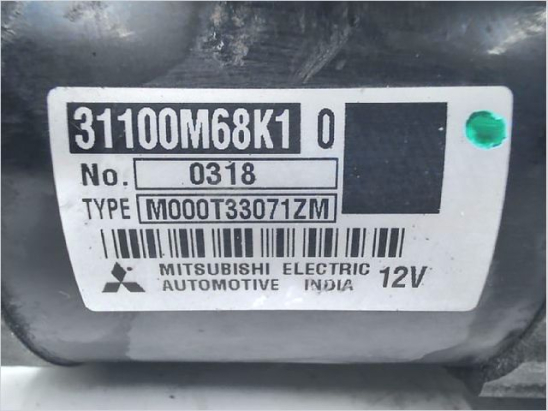 31100M68K1 0
No. 0318
TYPE M000T33071ZM
MITSUBISHI ELECTRIC
AUTOMOTIVE INDIA 12V